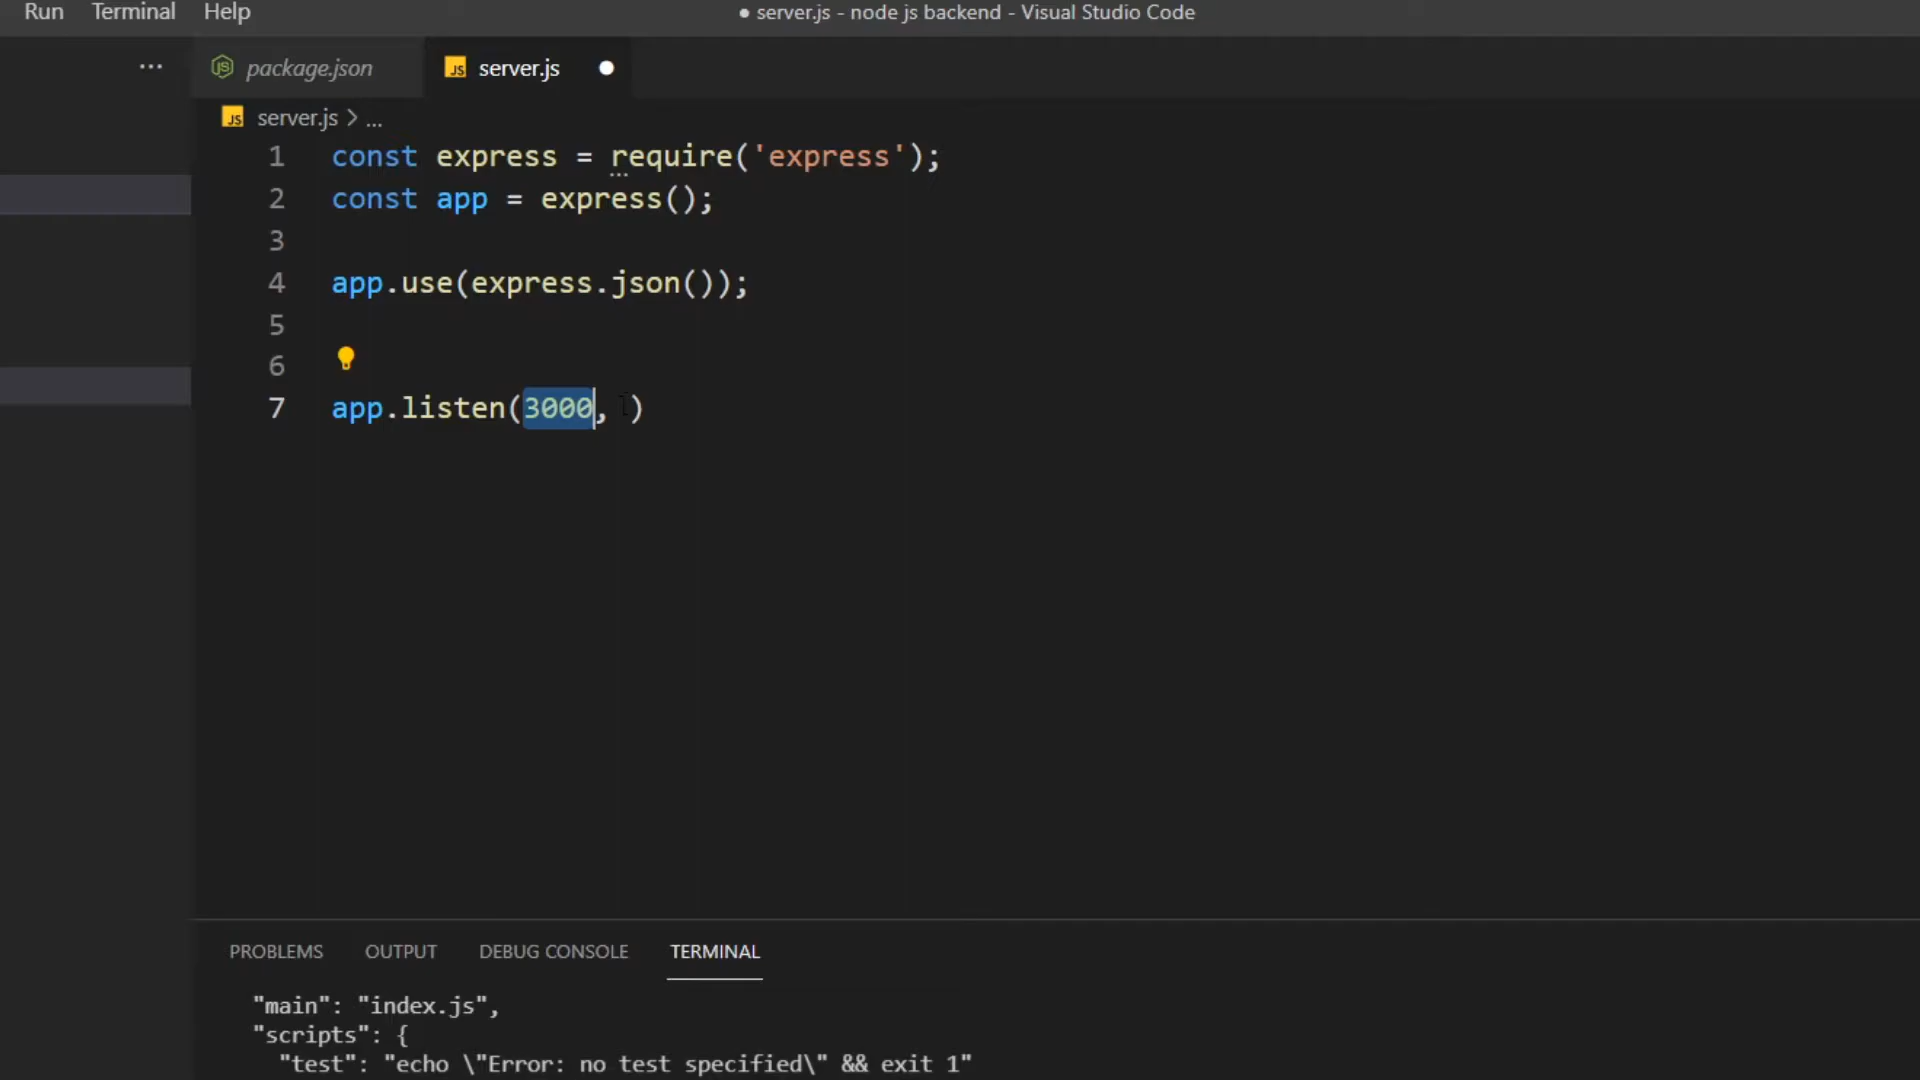 Run Terminal Help
● server.js - node js backend - Visual Studio Code
... package.json server.js
server.js > ...
1 const express = require('express');
2 const app = express();
3
4 app.use(express.json());
5
6
7 app.listen(3000, )
PROBLEMS OUTPUT DEBUG CONSOLE TERMINAL
"main": "index.js",
"scripts": {
"test": "echo \"Error: no test specified\" && exit 1"